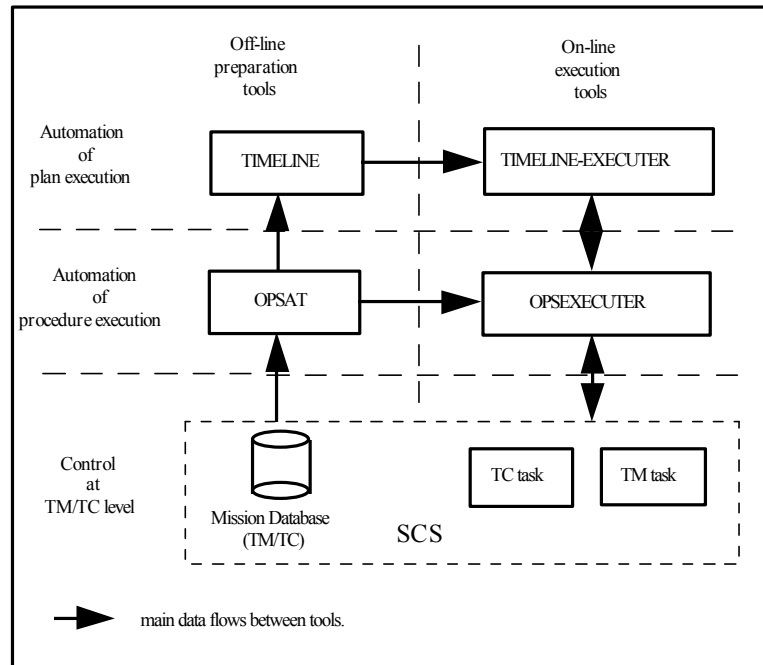 Off-line
preparation
tools
On-line
execution
tools
Automation
of
plan execution
TIMELINE
TIMELINE-EXECUTER
Automation
of
procedure execution
OPSAT
OPSEXECUTER
Control
at
TM/TC level
Mission Database
(TM/TC)
SCS
TC task
TM task
main data flows between tools.